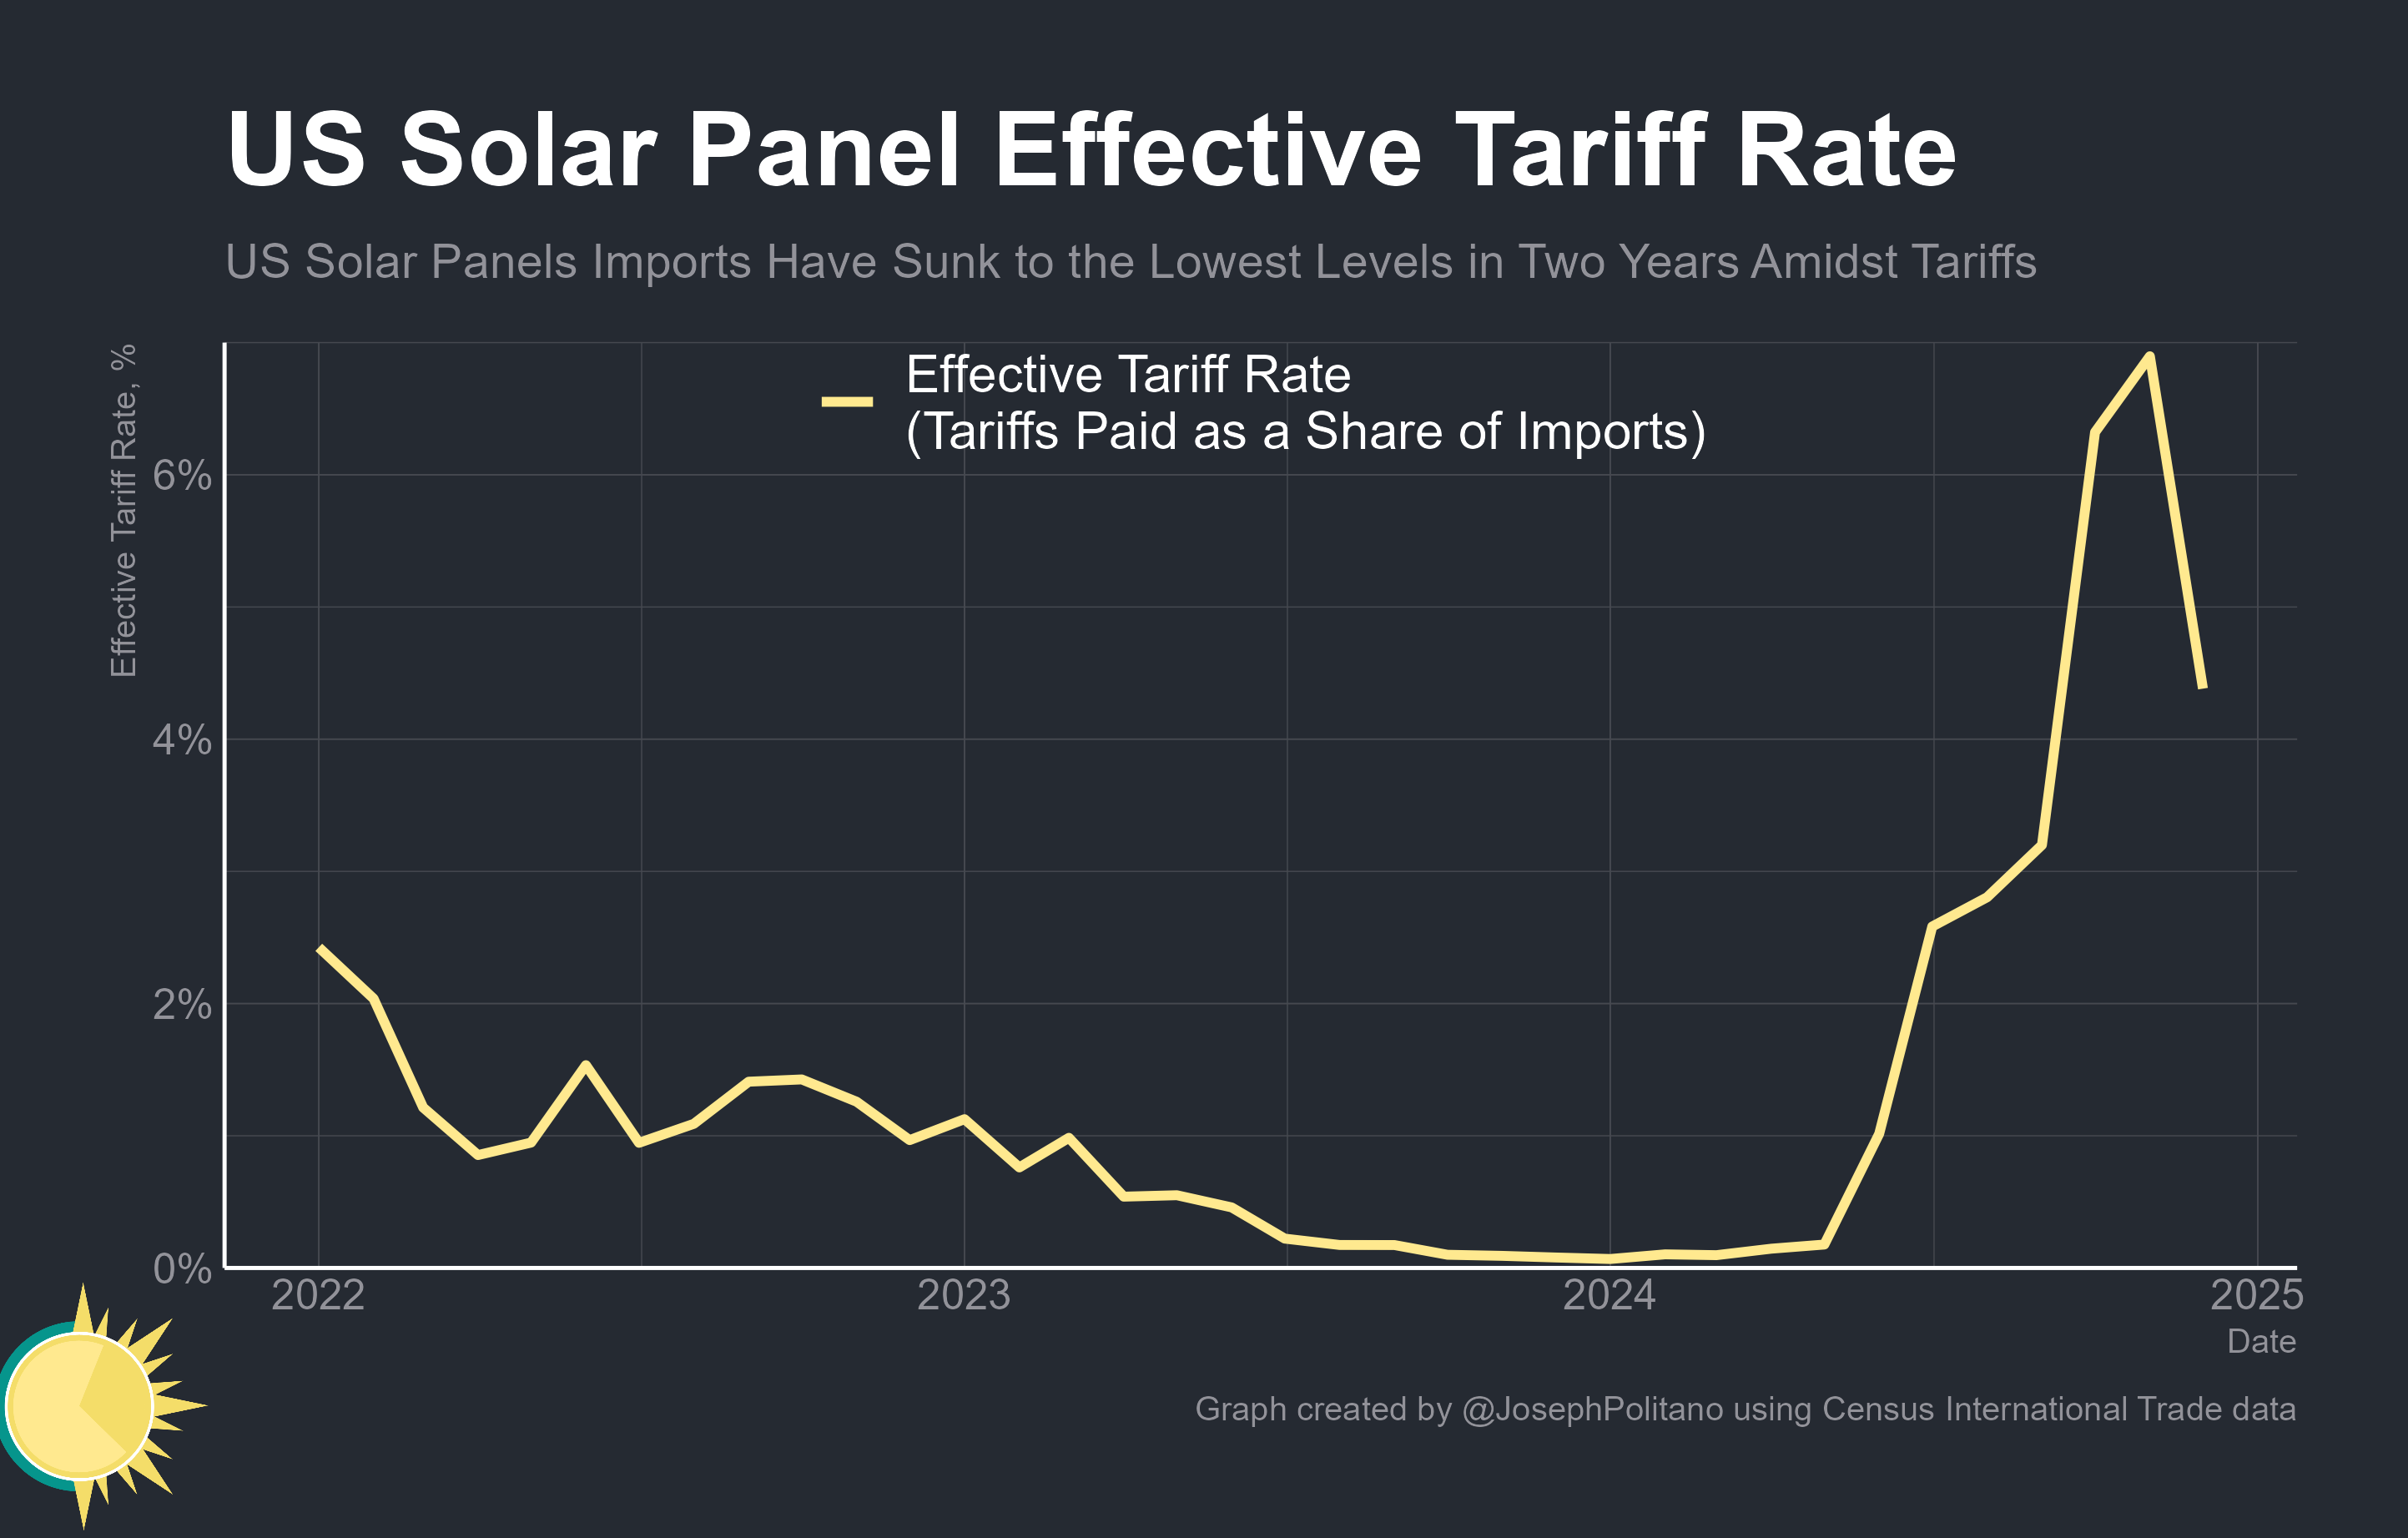 US Solar Panel Effective Tariff Rate
US Solar Panels Imports Have Sunk to the Lowest Levels in Two Years Amidst Tariffs
Effective Tariff Rate, %
Effective Tariff Rate
(Tariffs Paid as a Share of Imports)
6%
4%
2%
0%
2022
2023
2024
2025
Date
Graph created by @JosephPolitano using Census International Trade data